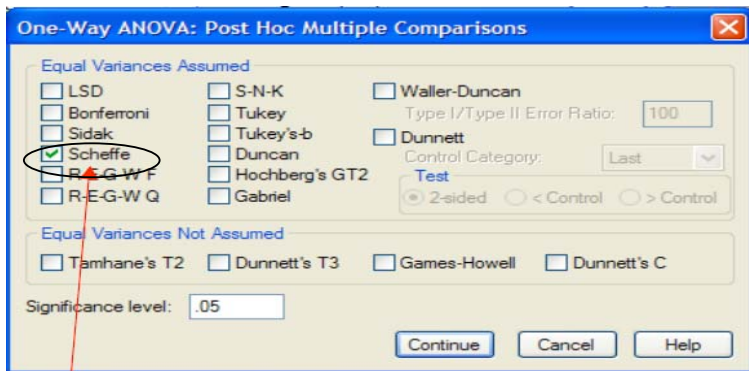 One-Way ANOVA: Post Hoc Multiple Comparisons
Equal Variances Assumed
LSD S-N-K Waller-Duncan
Bonferroni Tukey Type I/Type II Error Ratio: 100
Sidak Tukey's-b Dunnett
Scheffe Duncan Control Category: Last
R-E-G-W F Hochberg's GT2 Test
R-E-G-W Q Gabriel 2-sided < Control > Control
Equal Variances Not Assumed
Tamhane's T2 Dunnett's T3 Games-Howell Dunnett's C
Significance level: .05
Continue Cancel Help